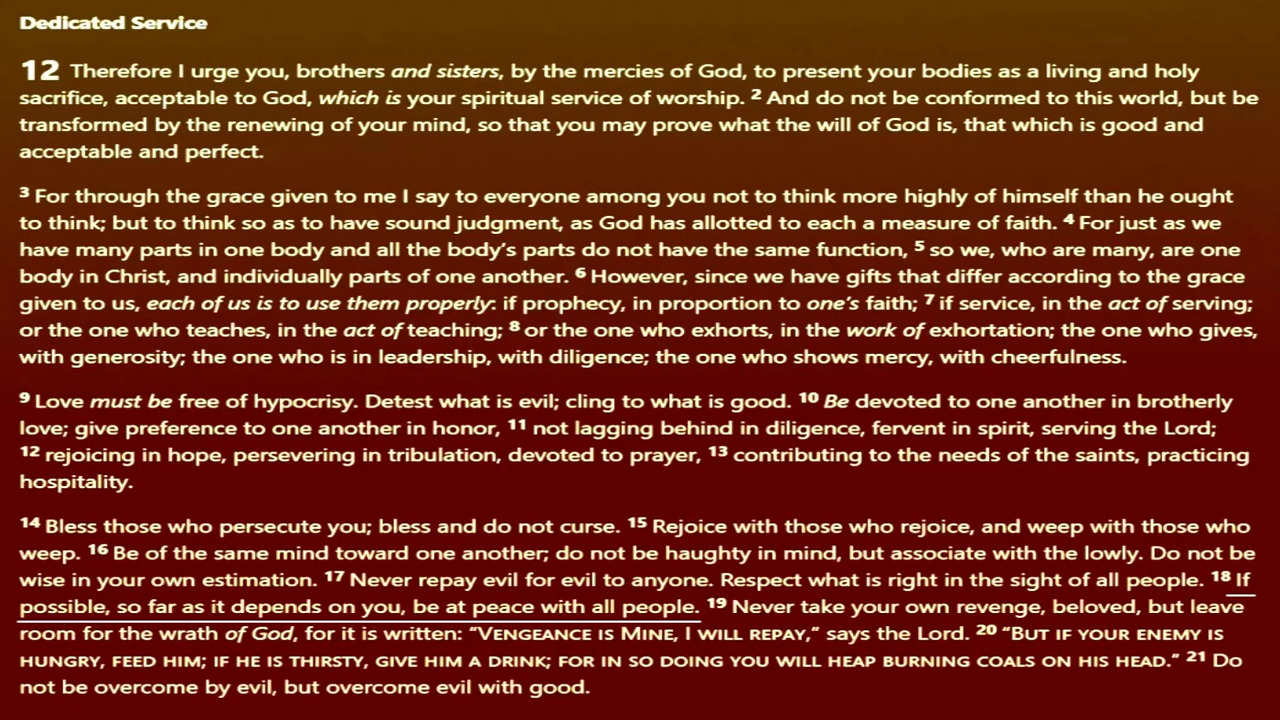 Dedicated Service
12 Therefore I urge you, brothers and sisters, by the mercies of God, to present your bodies as a living and holy
sacrifice, acceptable to God, which is your spiritual service of worship. 2 And do not be conformed to this world, but be
transformed by the renewing of your mind, so that you may prove what the will of God is, that which is good and
acceptable and perfect.
3 For through the grace given to me I say to everyone among you not to think more highly of himself than he ought
to think; but to think so as to have sound judgment, as God has allotted to each a measure of faith. 4 For just as we
have many parts in one body and all the body's parts do not have the same function, 5 so we, who are many, are one
body in Christ, and individually parts of one another. 6 However, since we have gifts that differ according to the grace
given to us, each of us is to use them properly: if prophecy, in proportion to one's faith; 7 if service, in the act of serving;
or the one who teaches, in the act of teaching; 8 or the one who exhorts, in the work of exhortation; the one who gives,
with generosity; the one who is in leadership, with diligence; the one who shows mercy, with cheerfulness.
9 Love must be free of hypocrisy. Detest what is evil; cling to what is good. 10 Be devoted to one another in brotherly
love; give preference to one another in honor, 11 not lagging behind in diligence, fervent in spirit, serving the Lord;
12 rejoicing in hope, persevering in tribulation, devoted to prayer, 13 contributing to the needs of the saints, practicing
hospitality.
14 Bless those who persecute you; bless and do not curse. 15 Rejoice with those who rejoice, and weep with those who
weep. 16 Be of the same mind toward one another; do not be haughty in mind, but associate with the lowly. Do not be
wise in your own estimation. 17 Never repay evil for evil to anyone. Respect what is right in the sight of all people. 18 If
possible, so far as it depends on you, be at peace with all people. 19 Never take your own revenge, beloved, but leave
room for the wrath of God, for it is written: “VENGEANCE IS MINE, I WILL REPAY,” says the Lord. 20 “BUT IF YOUR ENEMY IS
HUNGRY, FEED HIM; IF HE IS THIRSTY, GIVE HIM A DRINK; FOR IN SO DOING YOU WILL HEAP BURNING COALS ON HIS HEAD.” 21 Do
not be overcome by evil, but overcome evil with good.